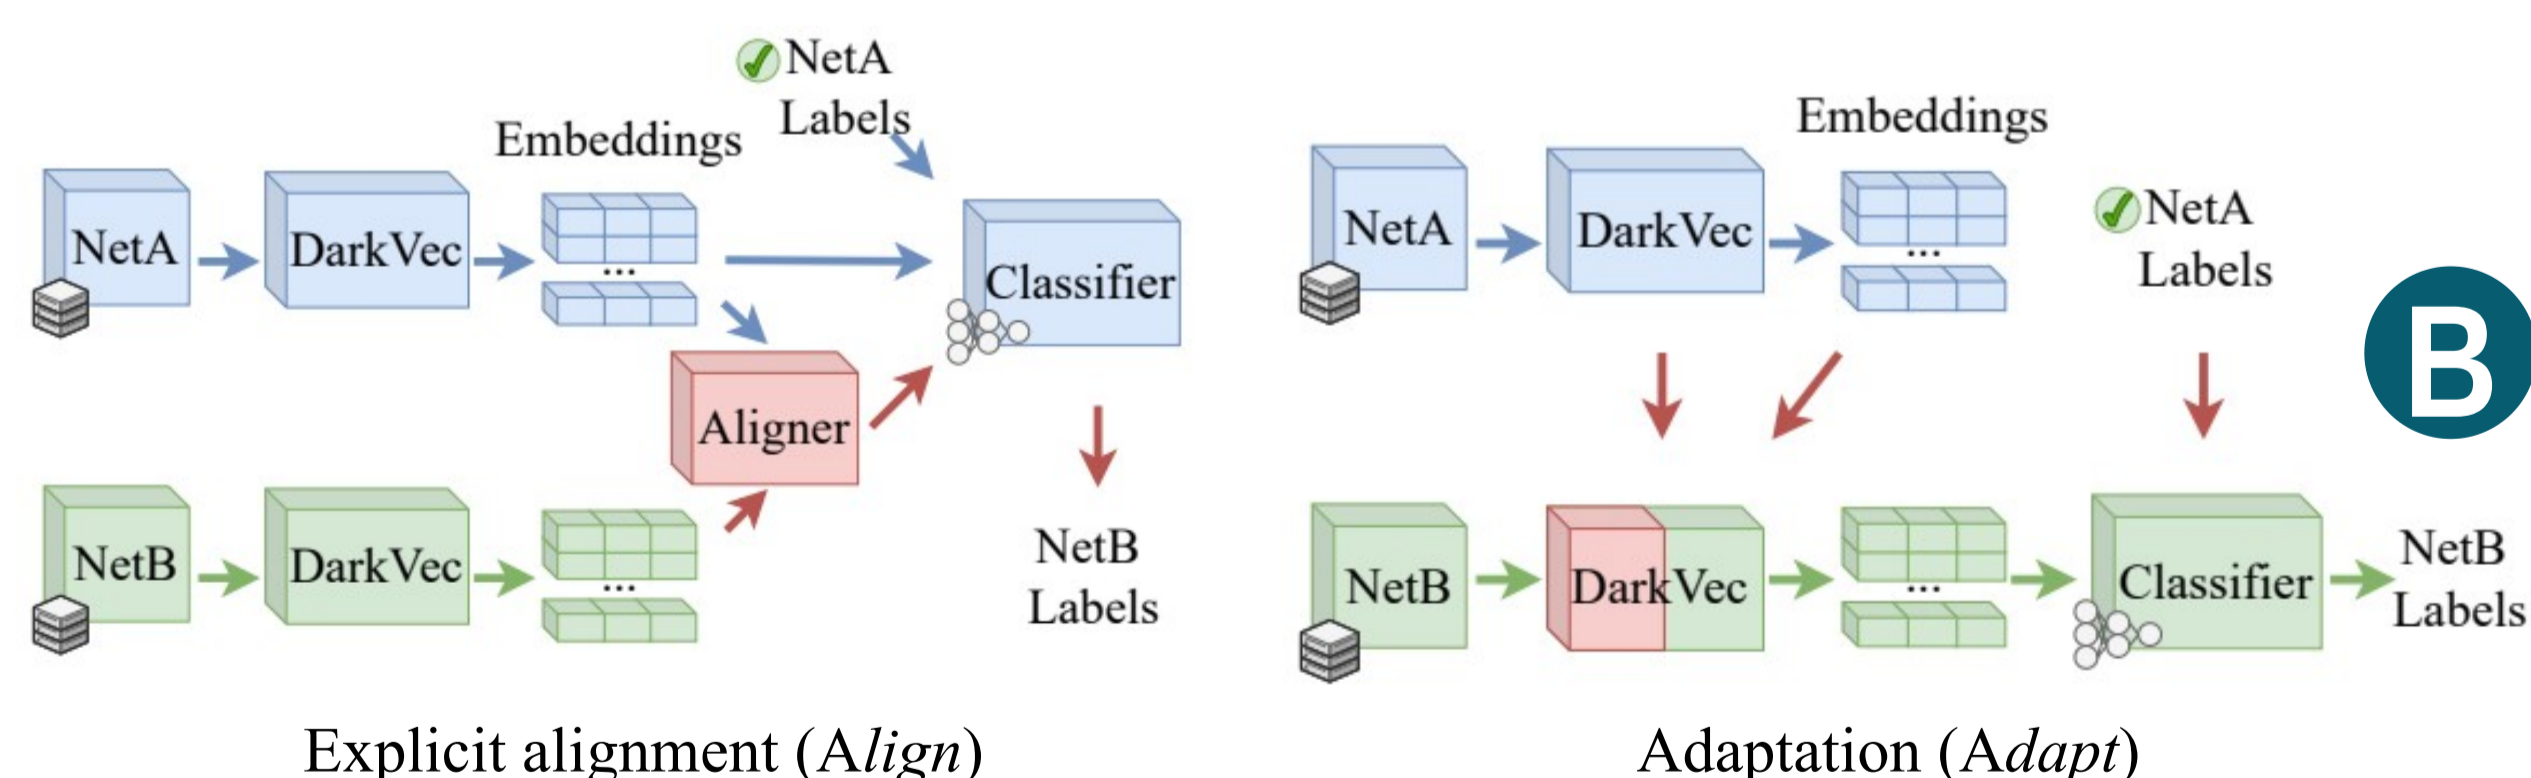 NetA
Labels
Embeddings
NetA
DarkVec
...
Classifier
Aligner
NetB
DarkVec
...
NetB
Labels
Explicit alignment (Align)
Embeddings
NetA
DarkVec
...
NetA
Labels
B
NetB
DarkVec
...
Classifier
NetB
Labels
Adaptation (Adapt)